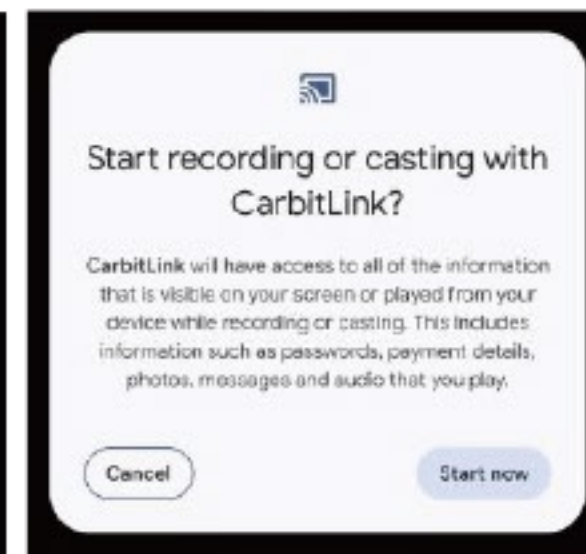 Start recording or casting with
CarbitLink?
CarbitLink will have access to all of the information
that is visible on your screen or played from your
device while recording or casting. This includes
information such as passwords, payment details,
photos, messages and audio that you play.
Cancel
Start now